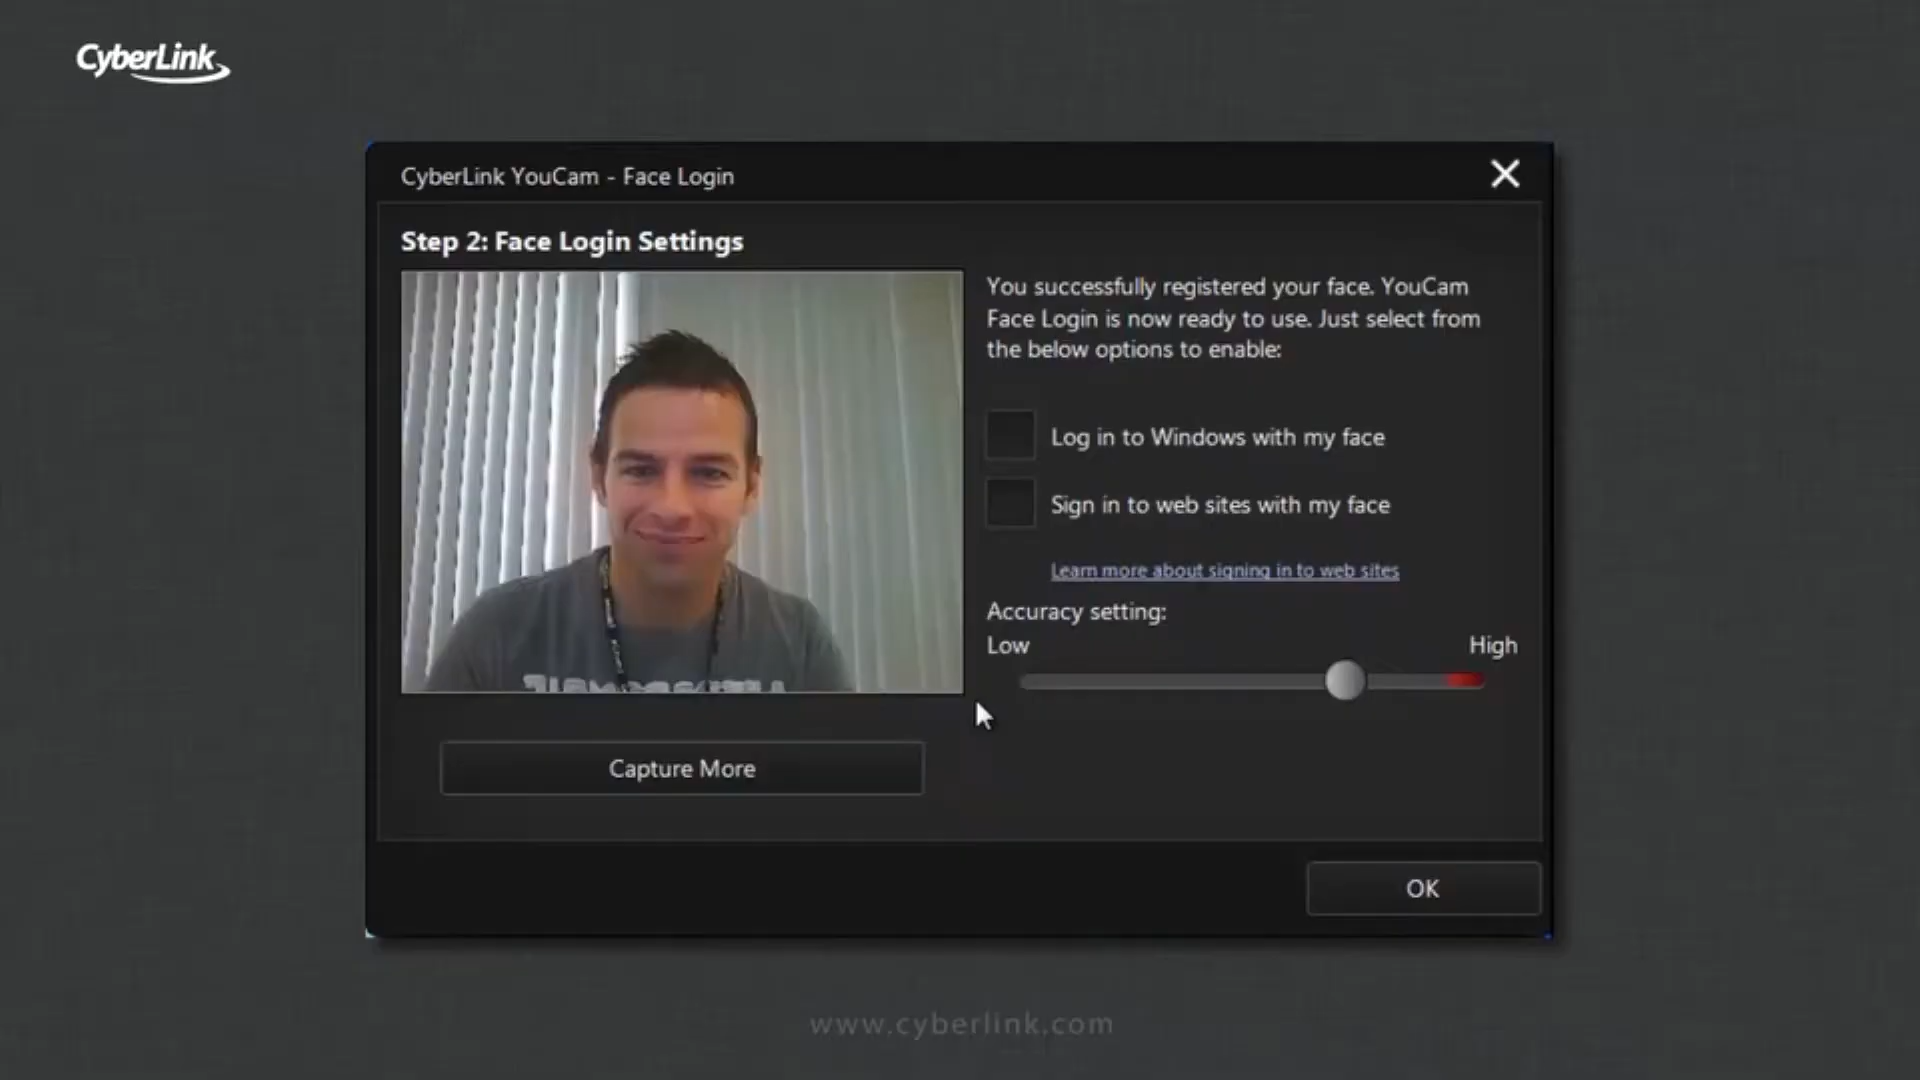 CyberLink
CyberLink YouCam - Face Login
Step 2: Face Login Settings
You successfully registered your face. YouCam
Face Login is now ready to use. Just select from
the below options to enable:
Log in to Windows with my face
Sign in to web sites with my face
Learn more about signing in to web sites
Accuracy setting:
Low High
Capture More
OK
www.cyberlink.com